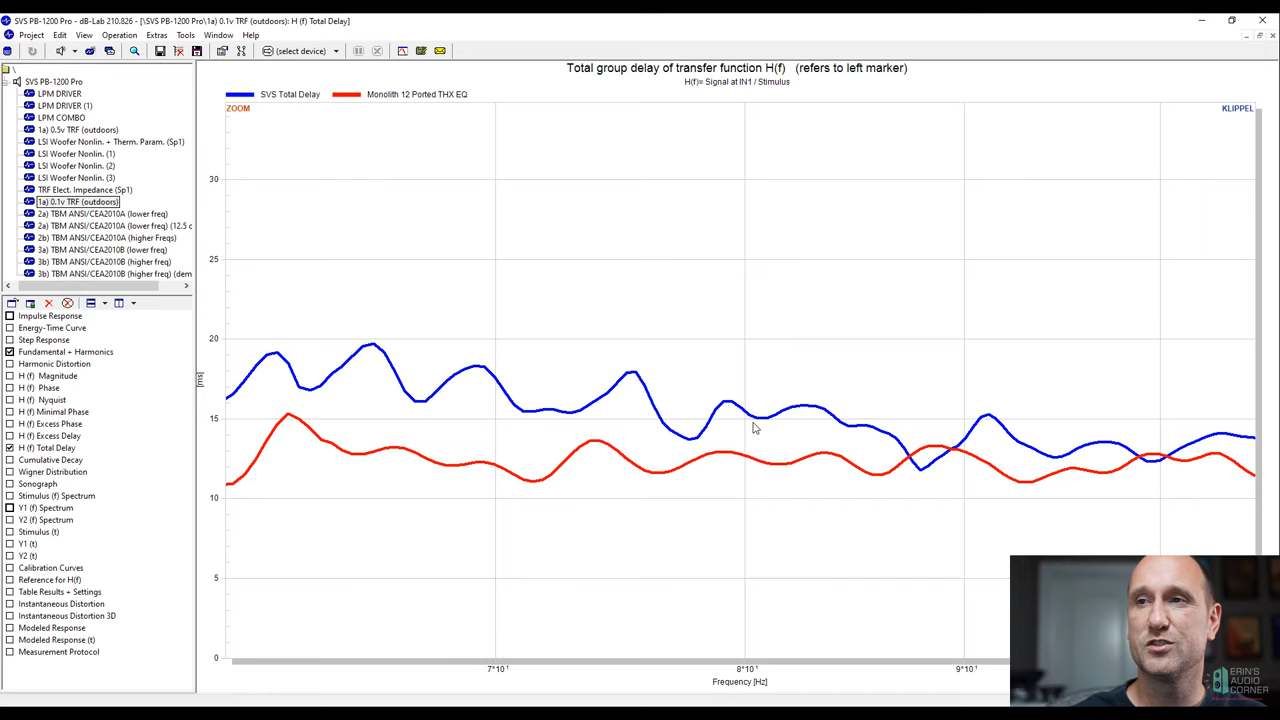 SVS PB-1200 Pro - dB-Lab 210.826 - [\SVS PB-1200 Pro\1a) 0.1v TRF (outdoors): H (f) Total Delay]
Project Edit View Operation Extras Tools Window Help
(select device)
\
SVS PB-1200 Pro
LPM DRIVER
LPM DRIVER (1)
LPM COMBO
1a) 0.5v TRF (outdoors)
LSI Woofer Nonlin. + Therm. Param. (Sp1)
LSI Woofer Nonlin. (1)
LSI Woofer Nonlin. (2)
LSI Woofer Nonlin. (3)
TRF Elect. Impedance (Sp1)
1a) 0.1v TRF (outdoors)
2a) TBM ANSI/CEA2010A (lower freq)
2a) TBM ANSI/CEA2010A (lower freq) (12.5 c
2b) TBM ANSI/CEA2010A (higher Freqs)
3a) TBM ANSI/CEA2010B (lower freq)
3b) TBM ANSI/CEA2010B (higher freq)
3b) TBM ANSI/CEA2010B (higher freq) (dem
Impulse Response
Energy-Time Curve
Step Response
Fundamental + Harmonics
Harmonic Distortion
H (f) Magnitude
H (f) Phase
H (f) Nyquist
H (f) Minimal Phase
H (f) Excess Phase
H (f) Excess Delay
H (f) Total Delay
Cumulative Decay
Wigner Distribution
Sonograph
Stimulus (f) Spectrum
Y1 (f) Spectrum
Y2 (f) Spectrum
Stimulus (t)
Y1 (t)
Y2 (t)
Calibration Curves
Reference for H(f)
Table Results + Settings
Instantaneous Distortion
Instantaneous Distortion 3D
Modeled Response
Modeled Response (t)
Measurement Protocol
Total group delay of transfer function H(f) (refers to left marker)
H(f)= Signal at IN1 / Stimulus
SVS Total Delay Monolith 12 Ported THX EQ
ZOOM KLIPPEL
30
25
20
15
10
5
0
[ms]
7*10¹ 8*10¹ 9*10¹
Frequency [Hz]
ERIN'S
AUDIO
CORNER